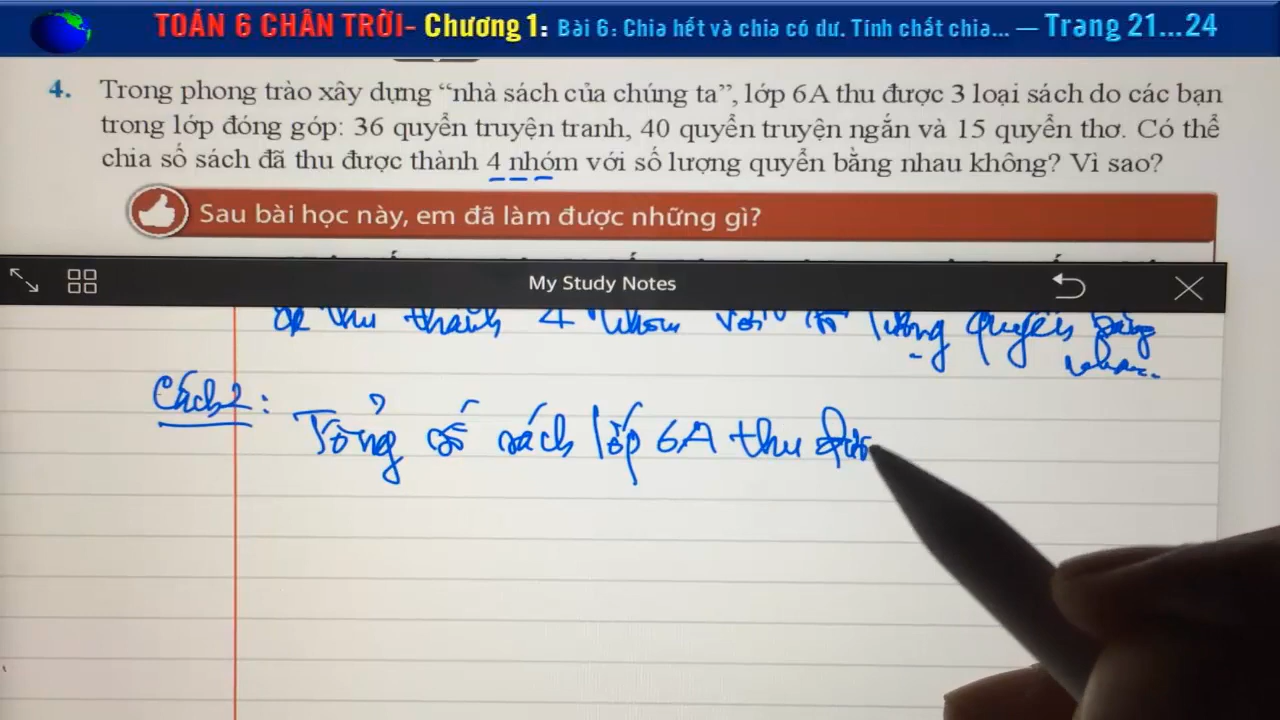 TOÁN 6 CHÂN TRỜI- Chương 1: Bài 6: Chia hết và chia có dư. Tính chất chia... — Trang 21...24
4. Trong phong trào xây dựng “nhà sách của chúng ta”, lớp 6A thu được 3 loại sách do các bạn
trong lớp đóng góp: 36 quyển truyện tranh, 40 quyển truyện ngắn và 15 quyển thơ. Có thể
chia số sách đã thu được thành 4 nhóm với số lượng quyển bằng nhau không? Vì sao?
Sau bài học này, em đã làm được những gì?
My Study Notes
thu thành 4 nhóm với số lượng quyển bằng
nhau.
Cách 2: Tổng số sách lớp 6A thu đượ